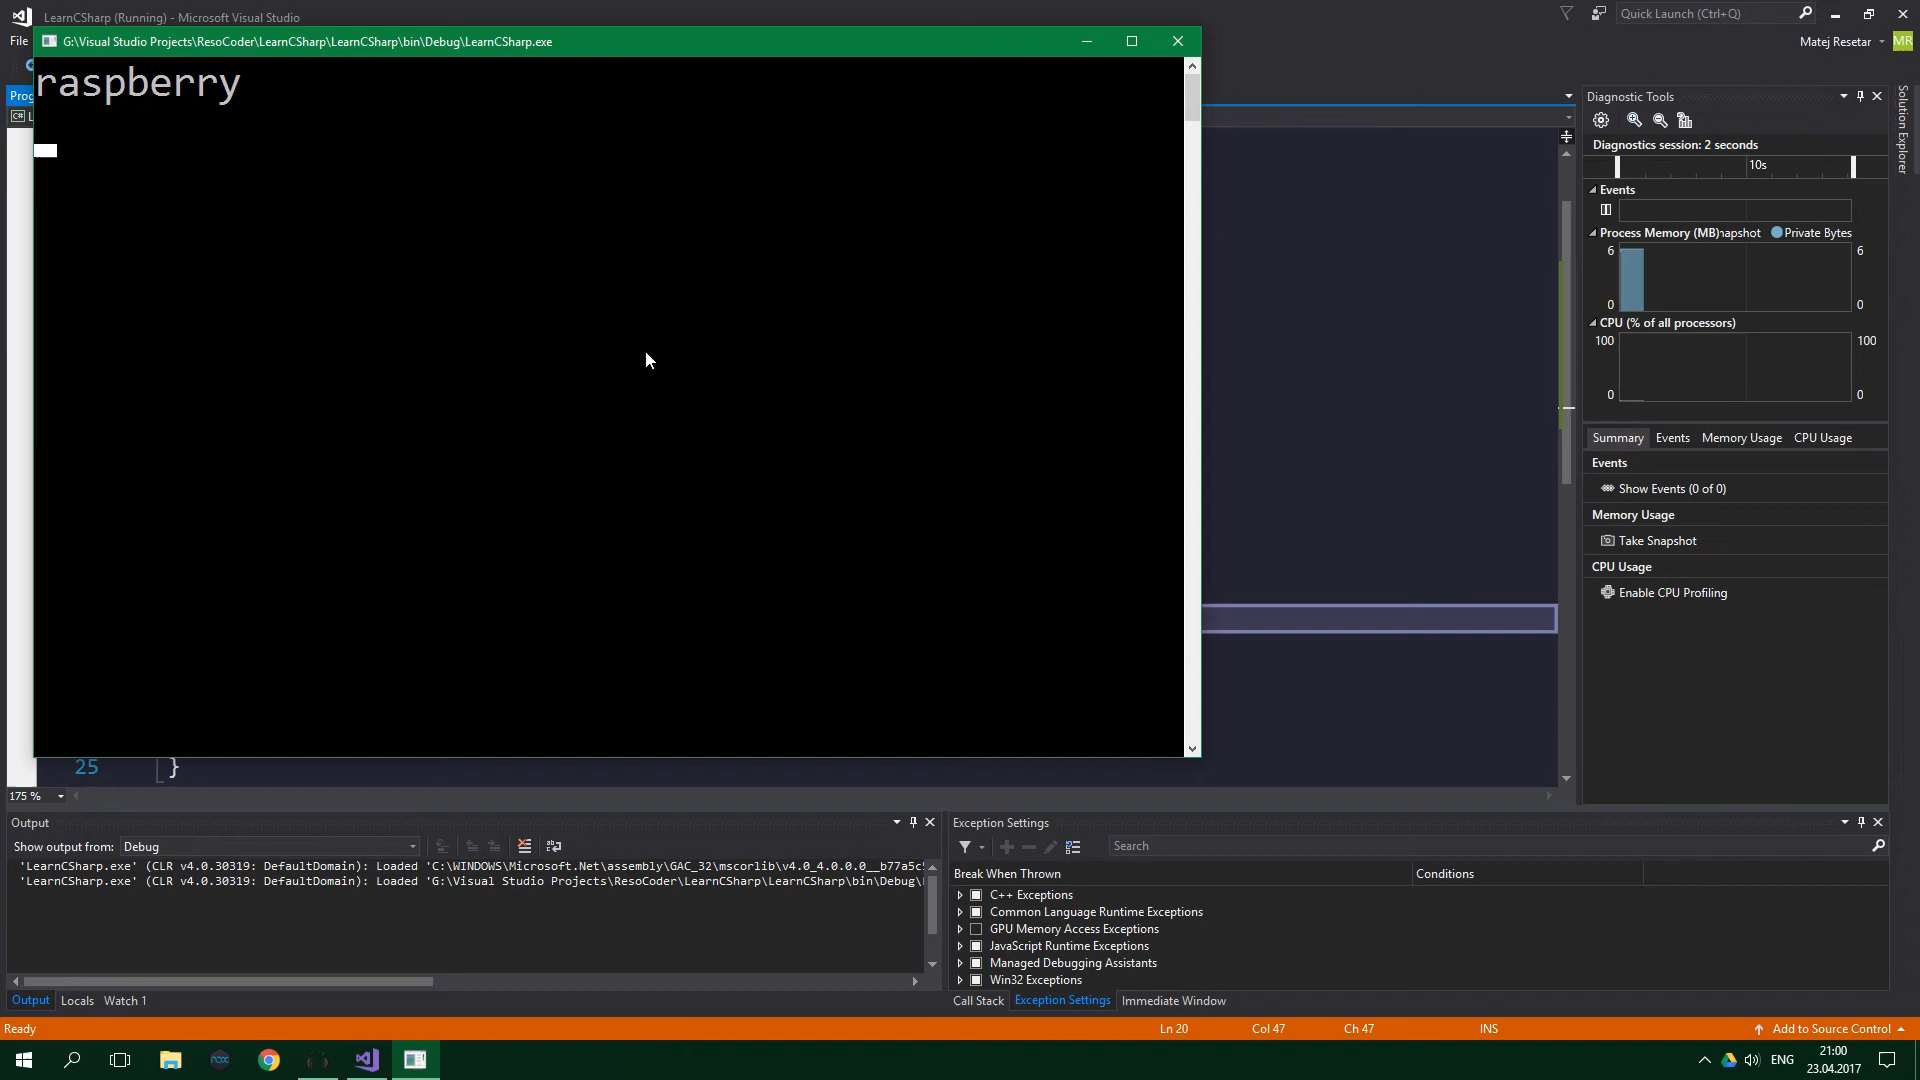 LearnCSharp (Running) - Microsoft Visual Studio
Quick Launch (Ctrl+Q)
File
G:\Visual Studio Projects\ResoCoder\LearnCSharp\LearnCSharp\bin\Debug\LearnCSharp.exe
Matej Resetar
MR
raspberry
Diagnostic Tools
Solution Explorer
Diagnostics session: 2 seconds
10s
Events
Process Memory (MB)
Private Bytes
6
6
0
0
CPU (% of all processors)
100
100
0
0
Summary
Events
Memory Usage
CPU Usage
Events
Show Events (0 of 0)
Memory Usage
Take Snapshot
CPU Usage
Enable CPU Profiling
25 }
175 %
Output
Show output from: Debug
'LearnCSharp.exe' (CLR v4.0.30319: DefaultDomain): Loaded 'C:\WINDOWS\Microsoft.Net\assembly\GAC_32\mscorlib\v4.0_4.0.0.0__b77a5c
'LearnCSharp.exe' (CLR v4.0.30319: DefaultDomain): Loaded 'G:\Visual Studio Projects\ResoCoder\LearnCSharp\LearnCSharp\bin\Debug\
Output
Locals
Watch 1
Exception Settings
Search
Break When Thrown
Conditions
C++ Exceptions
Common Language Runtime Exceptions
GPU Memory Access Exceptions
JavaScript Runtime Exceptions
Managed Debugging Assistants
Win32 Exceptions
Call Stack
Exception Settings
Immediate Window
Ready
Ln 20
Col 47
Ch 47
INS
Add to Source Control
ENG
21:00
23.04.2017